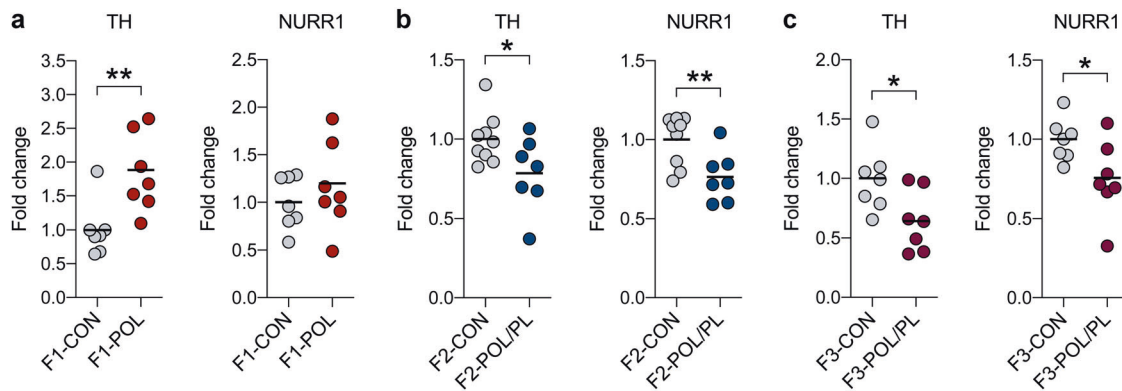 a
TH
Fold change
3.5
3.0
2.5
2.0
1.5
1.0
0.5
0.0
**
F1-CON
F1-POL
NURR1
Fold change
2.5
2.0
1.5
1.0
0.5
0.0
F1-CON
F1-POL
b
TH
Fold change
1.5
1.0
0.5
0.0
*
F2-CON
F2-POL/PL
NURR1
Fold change
1.5
1.0
0.5
0.0
**
F2-CON
F2-POL/PL
c
TH
Fold change
2.0
1.5
1.0
0.5
0.0
*
F3-CON
F3-POL/PL
NURR1
Fold change
1.5
1.0
0.5
0.0
*
F3-CON
F3-POL/PL